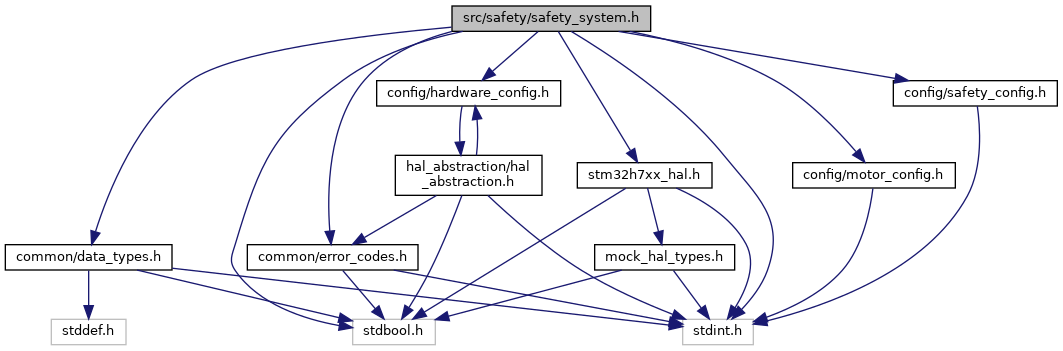 src/safety/safety_system.h
config/hardware_config.h
config/safety_config.h
hal_abstraction/hal
_abstraction.h
stm32h7xx_hal.h
config/motor_config.h
common/data_types.h
common/error_codes.h
mock_hal_types.h
stddef.h
stdbool.h
stdint.h